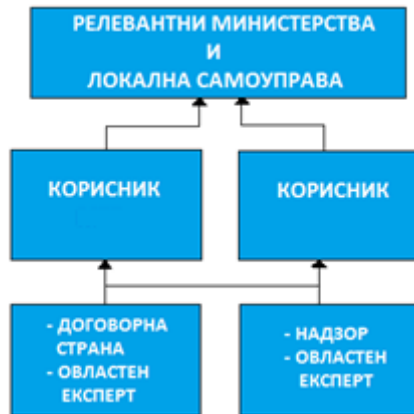 РЕЛЕВАНТНИ МИНИСТЕРСТВА
И
ЛОКАЛНА САМОУПРАВА
КОРИСНИК
КОРИСНИК
- ДОГОВОРНА
СТРАНА
- ОВЛАСТЕН
ЕКСПЕРТ
- НАДЗОР
- ОВЛАСТЕН
ЕКСПЕРТ